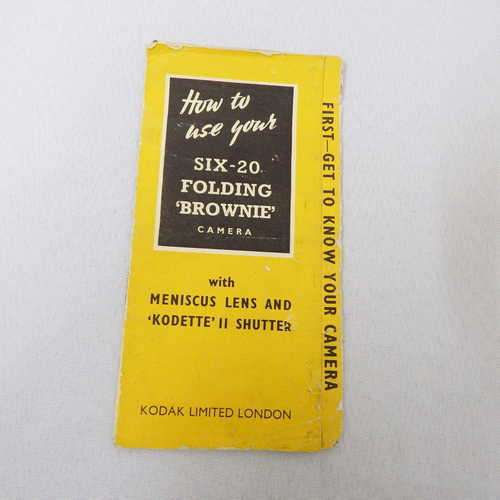 How to
use your
SIX-20
FOLDING
‘BROWNIE’
CAMERA
with
MENISCUS LENS AND
‘KODETTE’ II SHUTTER
KODAK LIMITED LONDON
FIRST—GET TO KNOW YOUR CAMERA